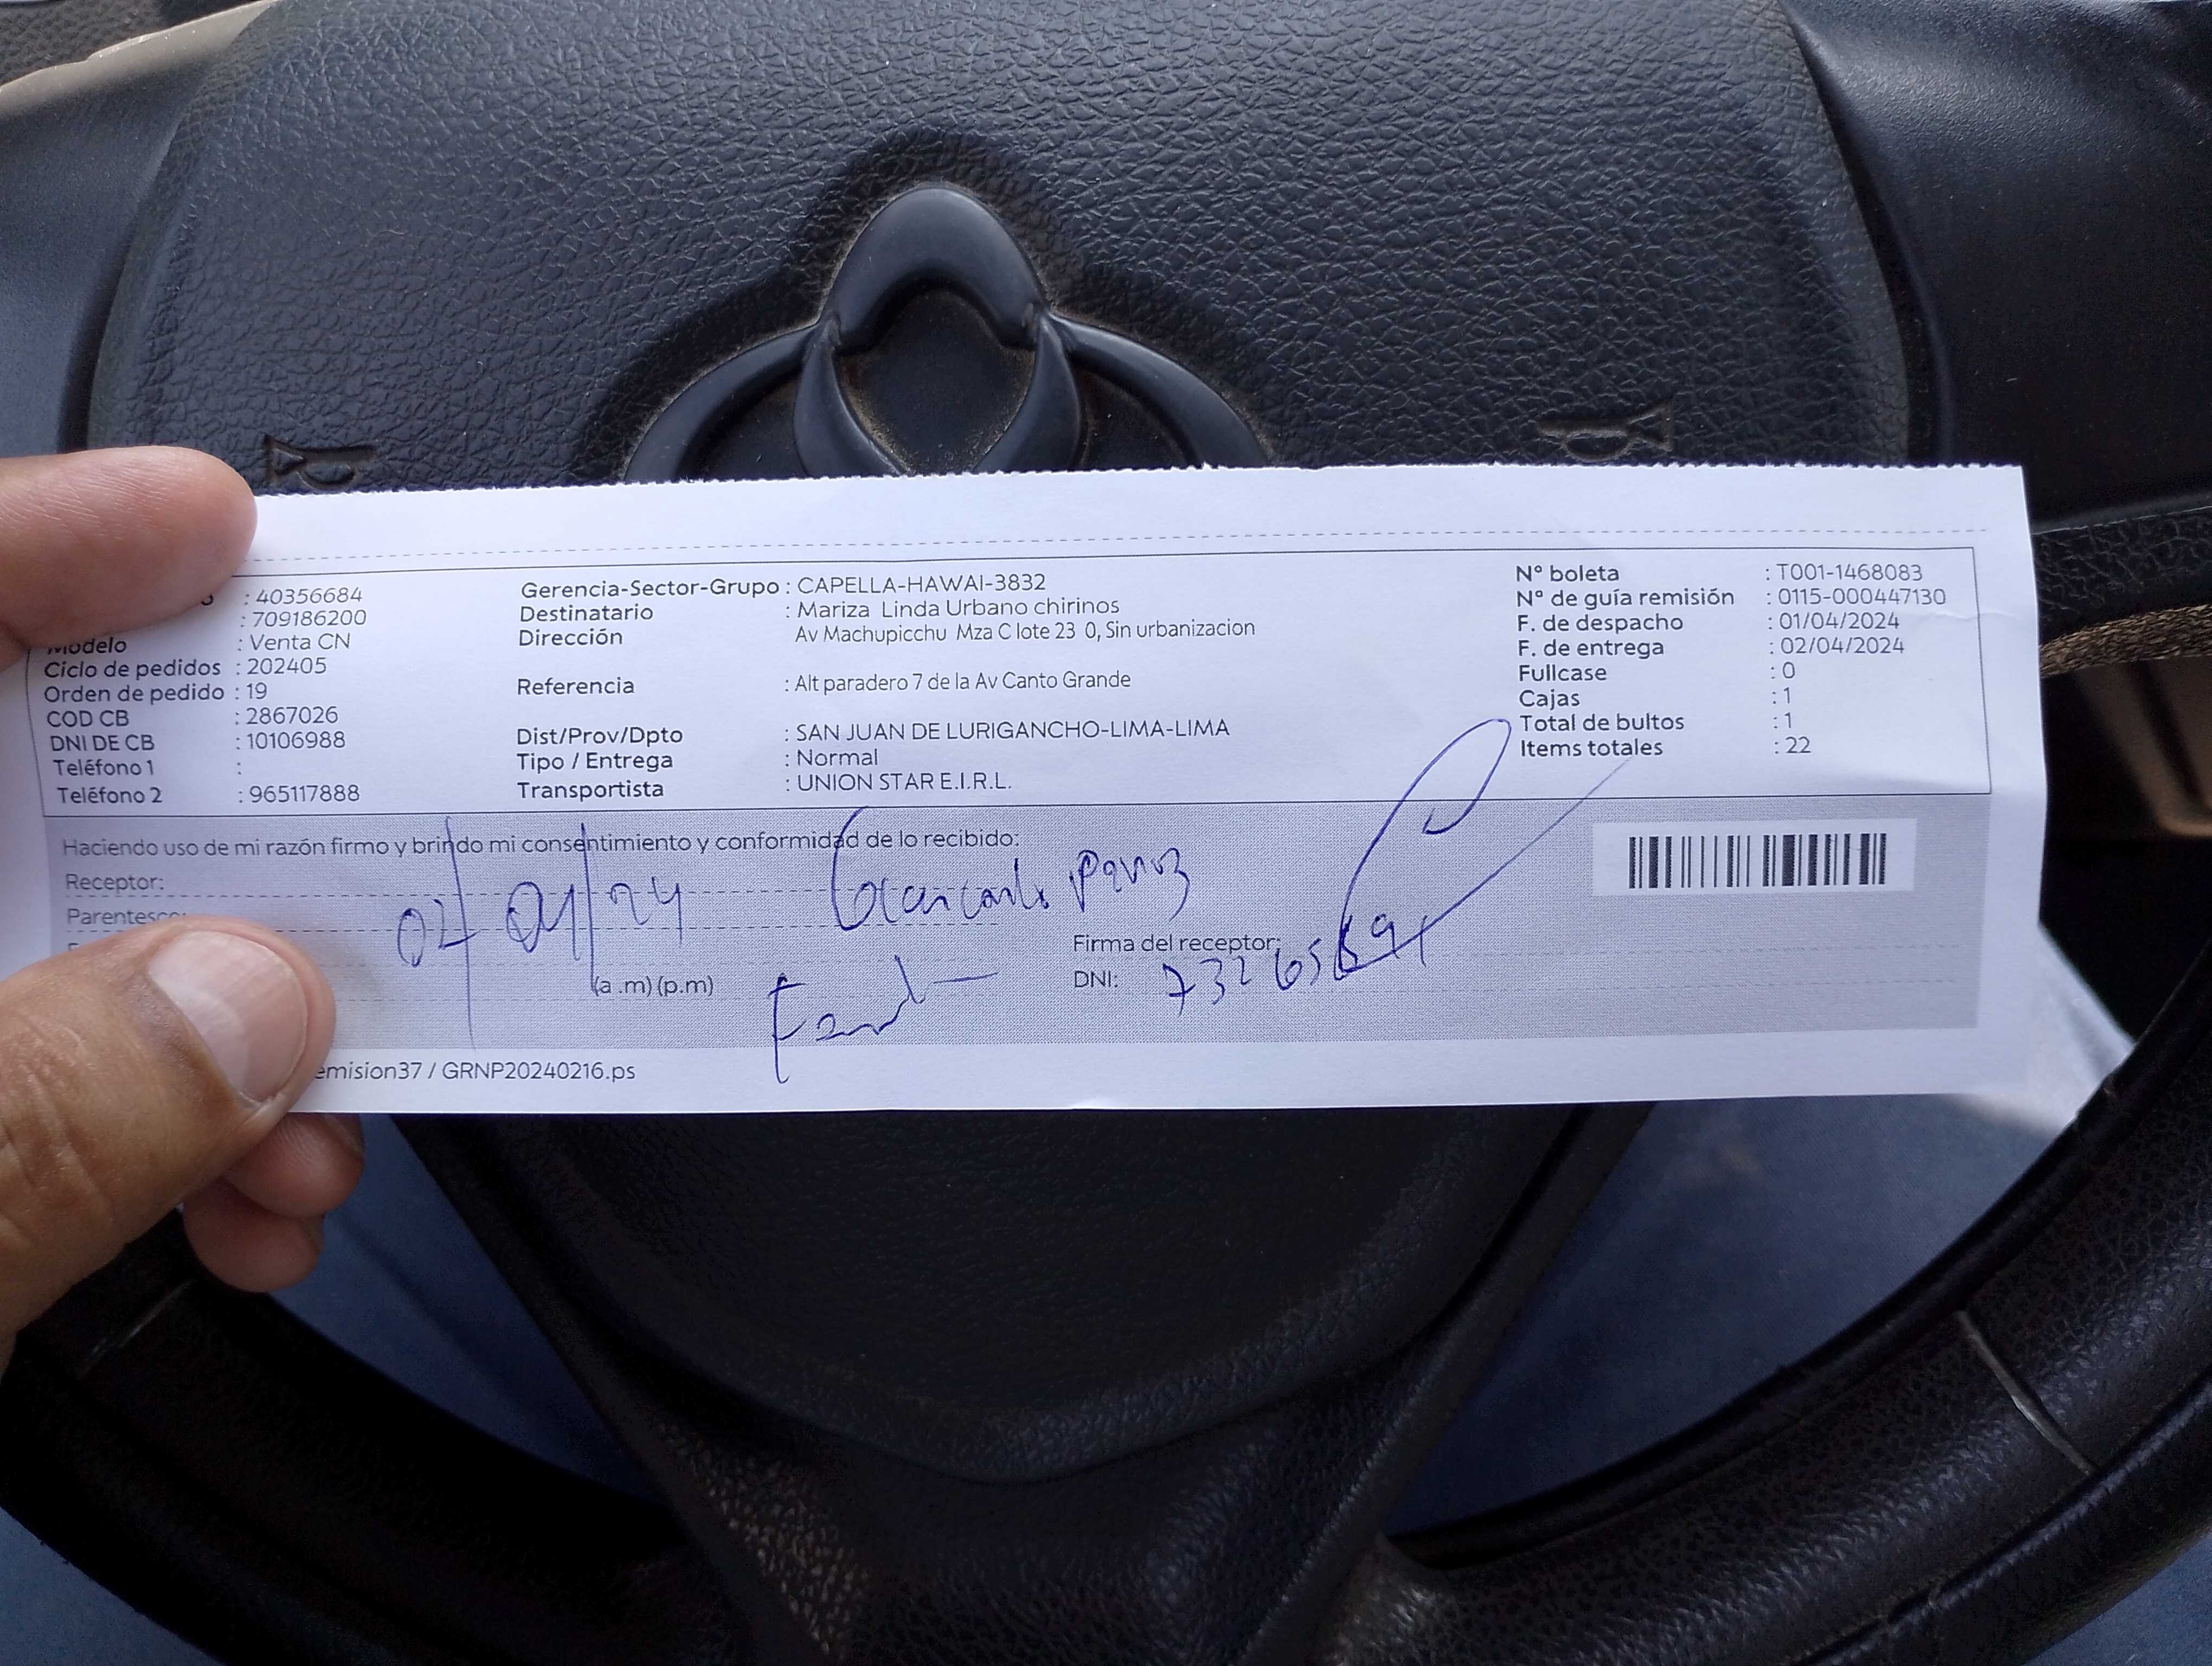 : 40356684
: 709186200
Modelo : Venta CN
Ciclo de pedidos : 202405
Orden de pedido : 19
COD CB : 2867026
DNI DE CB : 10106988
Teléfono 1 :
Teléfono 2 : 965117888
Gerencia-Sector-Grupo : CAPELLA-HAWAI-3832
Destinatario : Mariza Linda Urbano chirinos
Dirección Av Machupicchu Mza C lote 23 0, Sin urbanizacion
Referencia : Alt paradero 7 de la Av Canto Grande
Dist/Prov/Dpto : SAN JUAN DE LURIGANCHO-LIMA-LIMA
Tipo / Entrega : Normal
Transportista : UNION STAR E.I.R.L.
N° boleta : T001-1468083
N° de guía remisión : 0115-000447130
F. de despacho : 01/04/2024
F. de entrega : 02/04/2024
Fullcase : 0
Cajas : 1
Total de bultos : 1
Items totales : 22
Haciendo uso de mi razón firmo y brindo mi consentimiento y conformidad de lo recibido:
Receptor:
Parentesco:
Giancarlo
(a .m) (p.m)
Firma del receptor:
DNI:
emision37 / GRNP20240216.ps